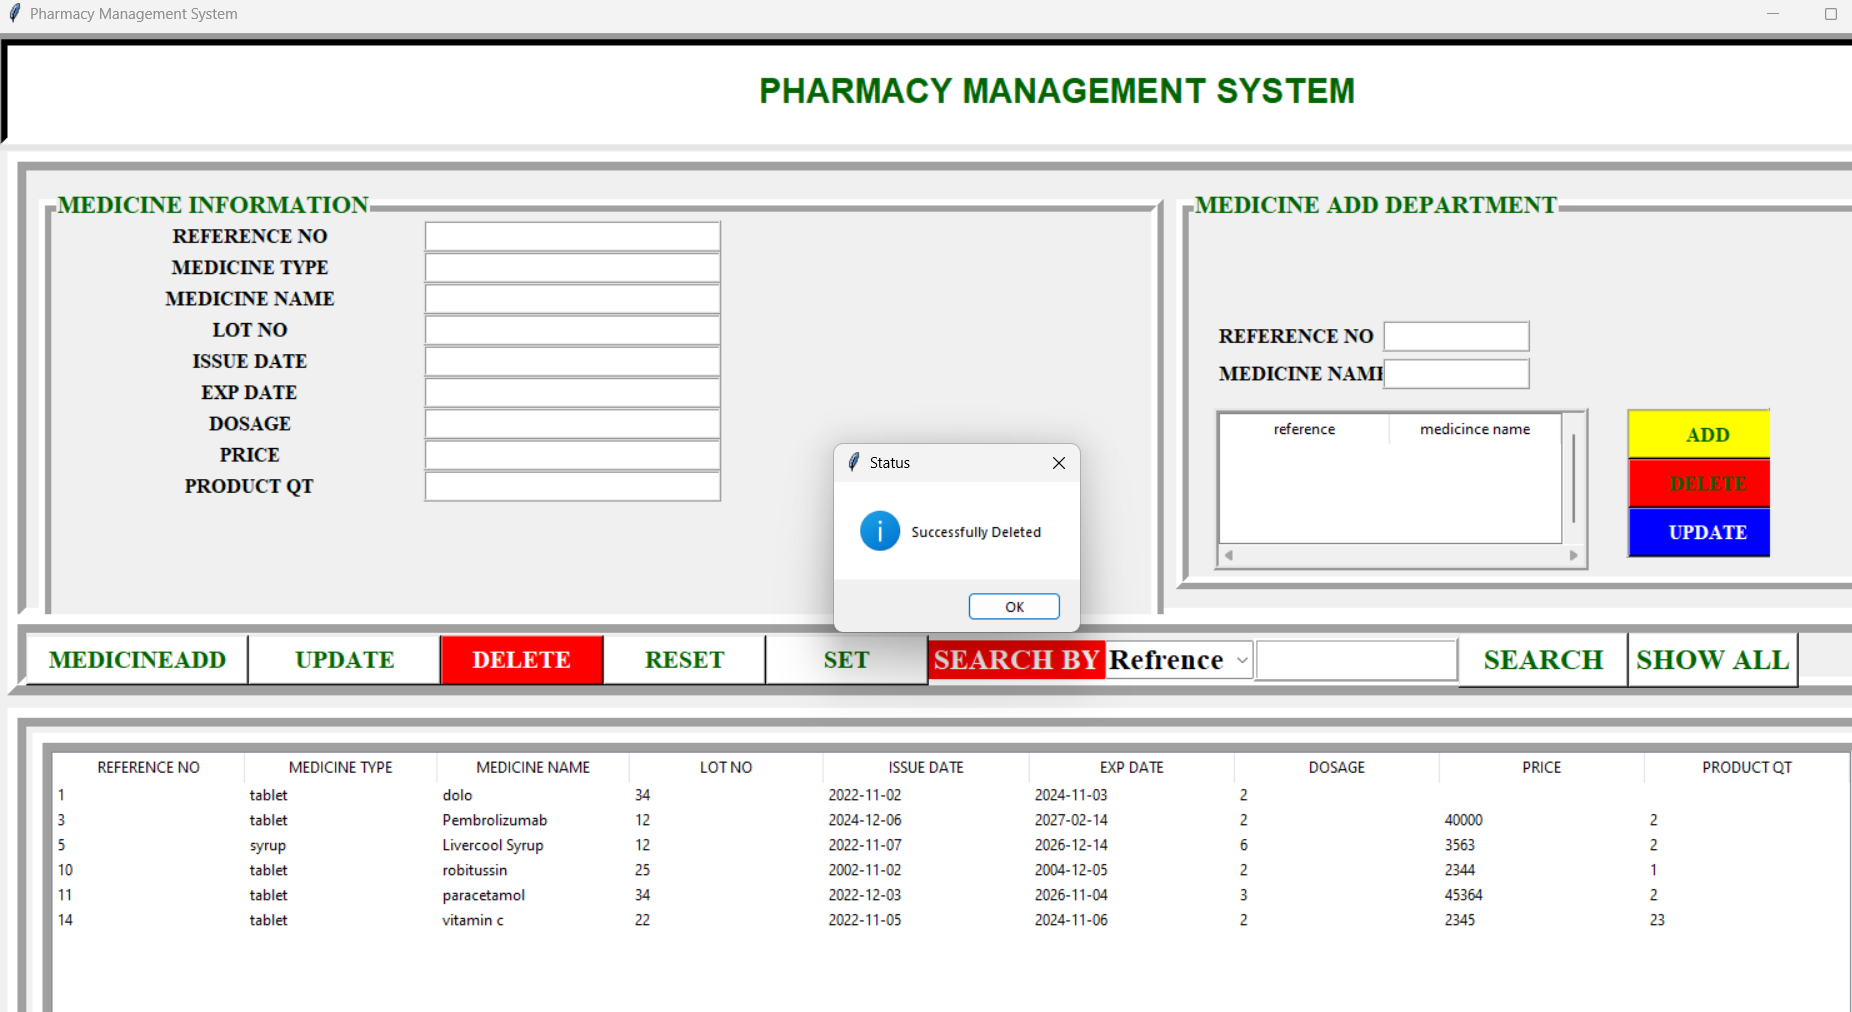 Pharmacy Management System
PHARMACY MANAGEMENT SYSTEM
MEDICINE INFORMATION
REFERENCE NO
MEDICINE TYPE
MEDICINE NAME
LOT NO
ISSUE DATE
EXP DATE
DOSAGE
PRICE
PRODUCT QT
MEDICINE ADD DEPARTMENT
REFERENCE NO
MEDICINE NAME
reference medicince name
ADD
DELETE
UPDATE
Status
Successfully Deleted
OK
MEDICINEADD UPDATE DELETE RESET SET SEARCH BY Refrence SEARCH SHOW ALL
REFERENCE NO MEDICINE TYPE MEDICINE NAME LOT NO ISSUE DATE EXP DATE DOSAGE PRICE PRODUCT QT
1 tablet dolo 34 2022-11-02 2024-11-03 2
3 tablet Pembrolizumab 12 2024-12-06 2027-02-14 2 40000 2
5 syrup Livercool Syrup 12 2022-11-07 2026-12-14 6 3563 2
10 tablet robitussin 25 2002-11-02 2004-12-05 2 2344 1
11 tablet paracetamol 34 2022-12-03 2026-11-04 3 45364 2
14 tablet vitamin c 22 2022-11-05 2024-11-06 2 2345 23